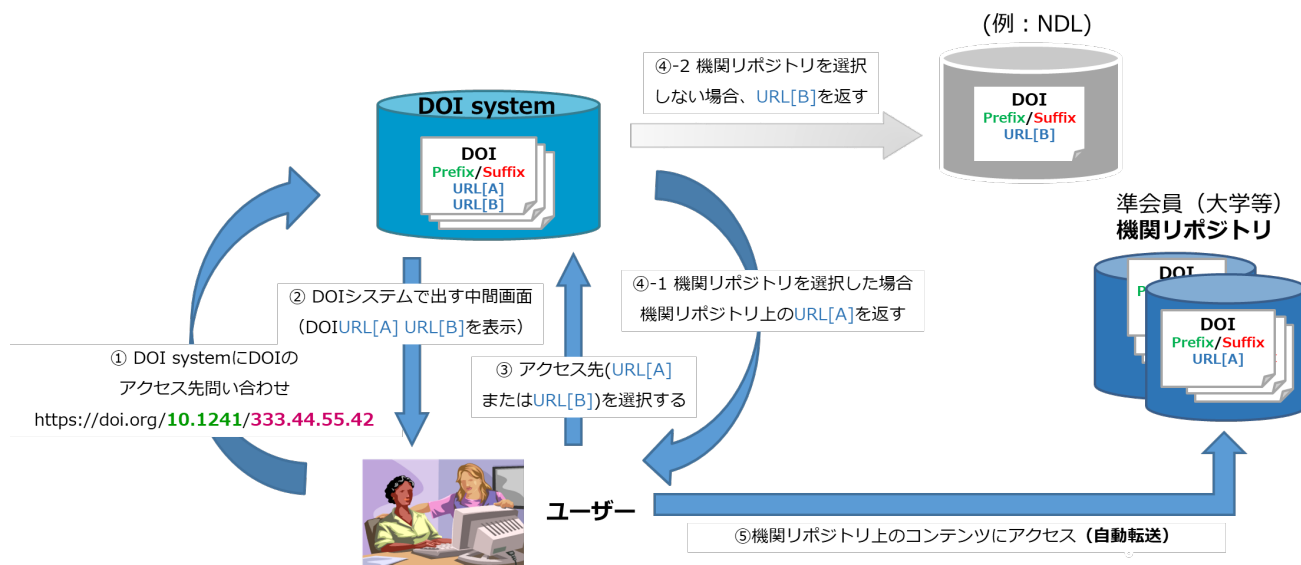 (例：NDL)
④-2 機関リポジトリを選択
しない場合、URL[B]を返す
DOI system
DOI
Prefix/Suffix
URL[A]
URL[B]
DOI
Prefix/Suffix
URL[B]
準会員（大学等）
機関リポジトリ
DOI
DOI
Prefix/Suffix
URL[A]
② DOIシステムで出す中間画面
（DOIURL[A] URL[B]を表示）
④-1 機関リポジトリを選択した場合
機関リポジトリ上のURL[A]を返す
① DOI systemにDOIの
アクセス先問い合わせ
https://doi.org/10.1241/333.44.55.42
③ アクセス先(URL[A]
またはURL[B])を選択する
ユーザー
⑤機関リポジトリ上のコンテンツにアクセス（自動転送）